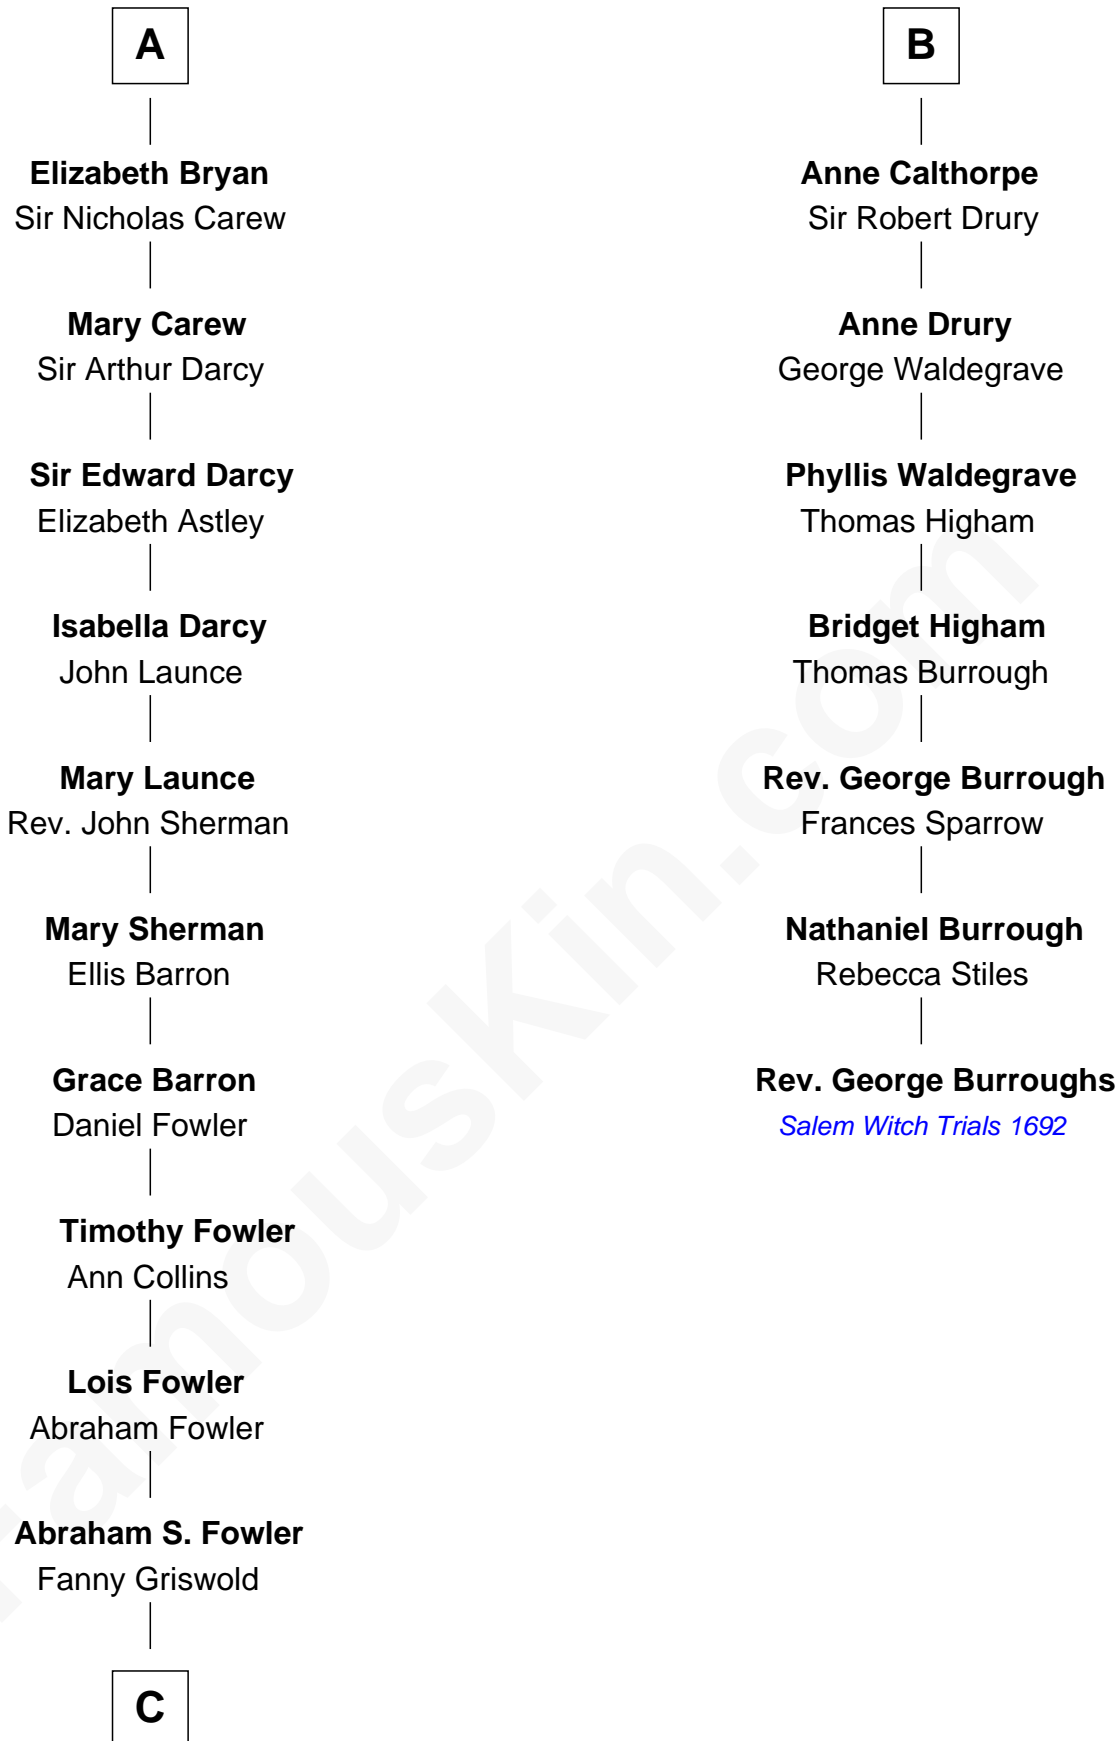 A
Elizabeth Bryan
Sir Nicholas Carew
Mary Carew
Sir Arthur Darcy
Sir Edward Darcy
Elizabeth Astley
Isabella Darcy
John Launce
Mary Launce
Rev. John Sherman
Mary Sherman
Ellis Barron
Grace Barron
Daniel Fowler
Timothy Fowler
Ann Collins
Lois Fowler
Abraham Fowler
Abraham S. Fowler
Fanny Griswold
C
B
Anne Calthorpe
Sir Robert Drury
Anne Drury
George Waldegrave
Phyllis Waldegrave
Thomas Higham
Bridget Higham
Thomas Burrough
Rev. George Burrough
Frances Sparrow
Nathaniel Burrough
Rebecca Stiles
Rev. George Burroughs
Salem Witch Trials 1692
FamousKin.com